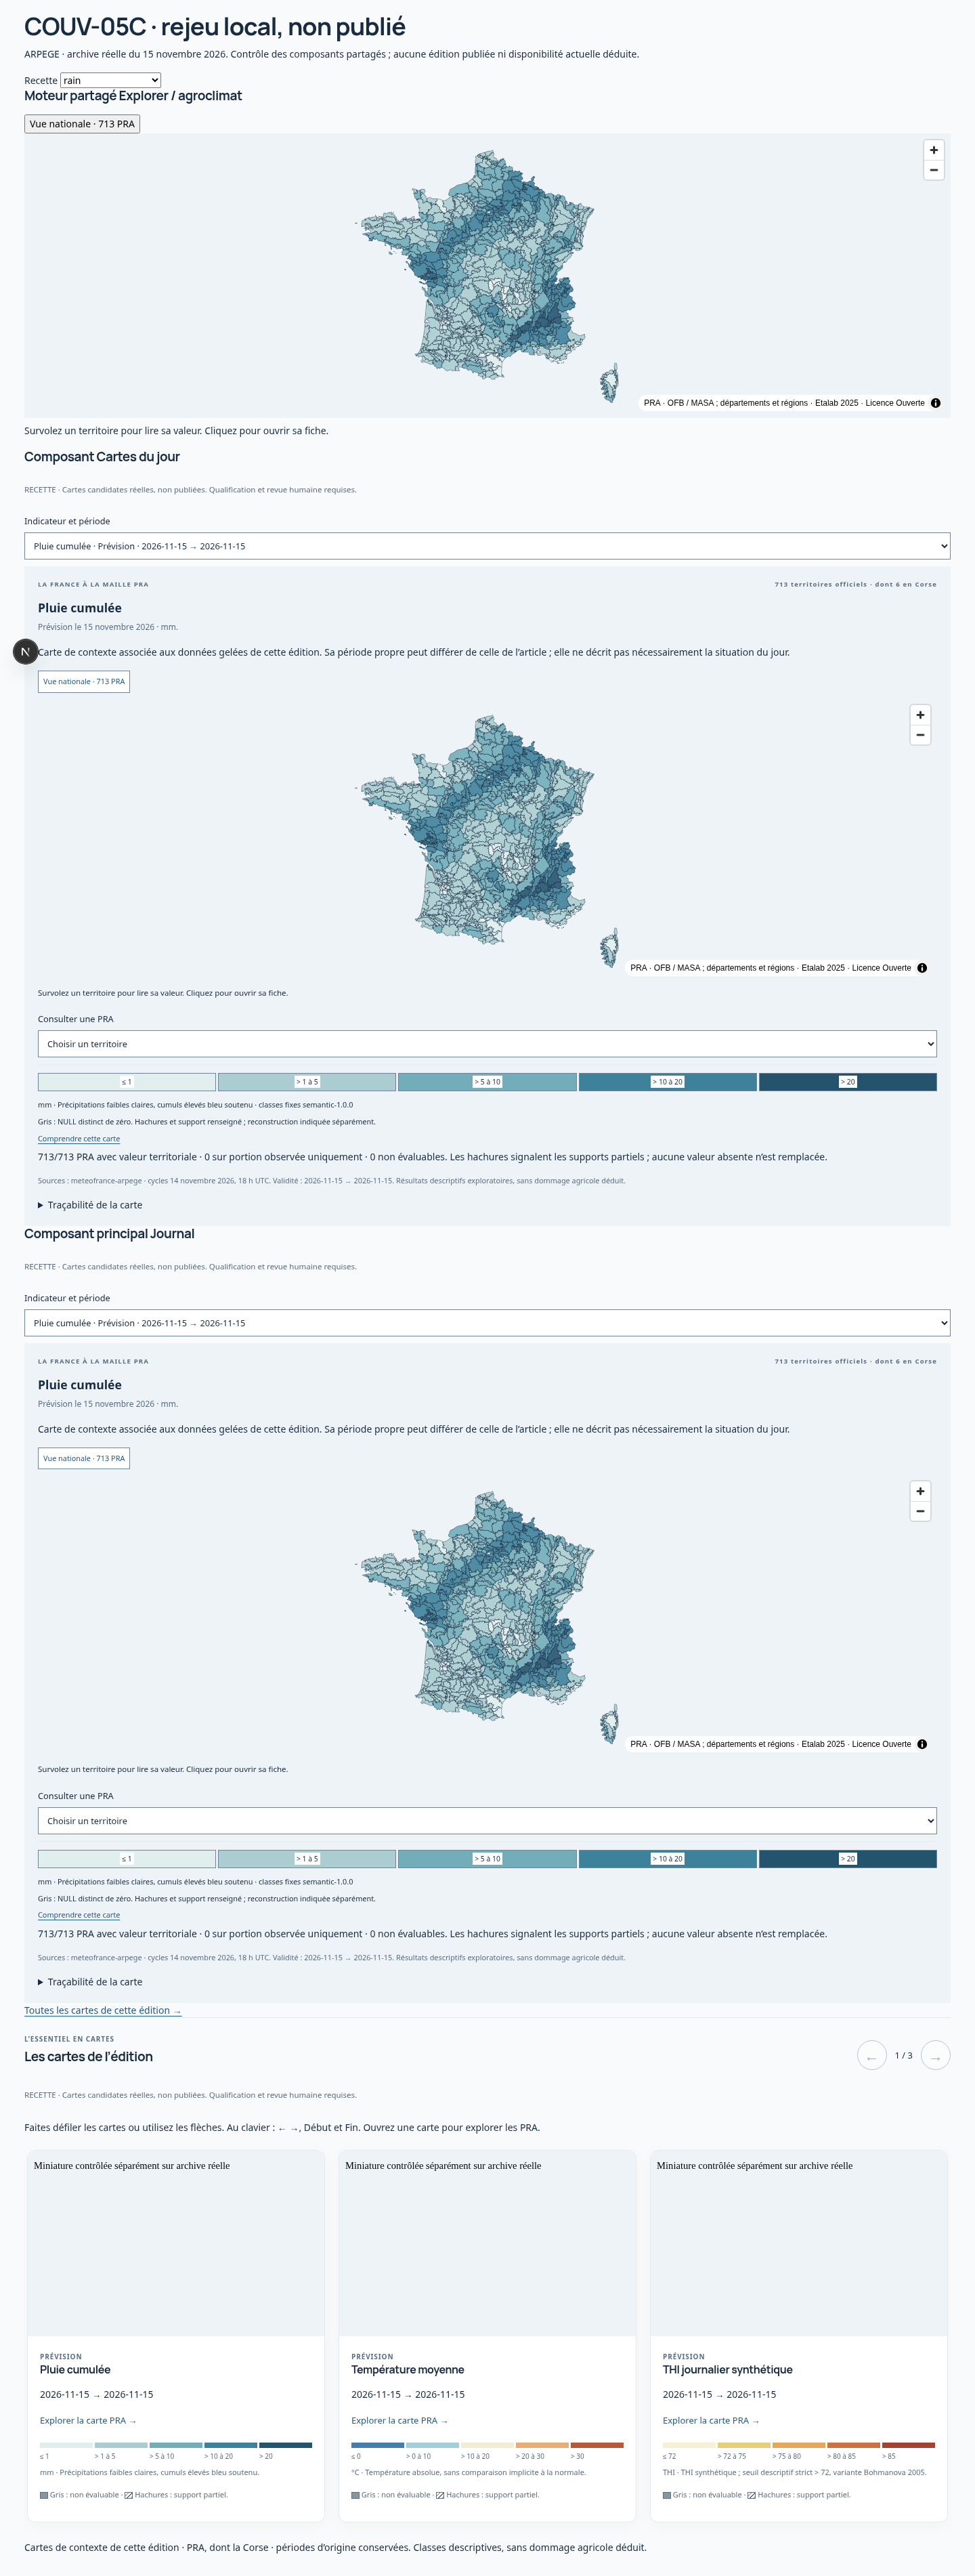 COUV-05C · rejeu local, non publié
ARPEGE · archive réelle du 15 novembre 2026. Contrôle des composants partagés ; aucune édition publiée ni disponibilité actuelle déduite.
Recette rain
Moteur partagé Explorer / agroclimat
Vue nationale · 713 PRA
+
−
PRA · OFB / MASA ; départements et régions · Etalab 2025 · Licence Ouverte
Survolez un territoire pour lire sa valeur. Cliquez pour ouvrir sa fiche.
Composant Cartes du jour
RECETTE · Cartes candidates réelles, non publiées. Qualification et revue humaine requises.
Indicateur et période
Pluie cumulée · Prévision · 2026-11-15 → 2026-11-15
LA FRANCE À LA MAILLE PRA
713 territoires officiels · dont 6 en Corse
Pluie cumulée
Prévision le 15 novembre 2026 · mm.
N
Carte de contexte associée aux données gelées de cette édition. Sa période propre peut différer de celle de l’article ; elle ne décrit pas nécessairement la situation du jour.
Vue nationale · 713 PRA
+
−
PRA · OFB / MASA ; départements et régions · Etalab 2025 · Licence Ouverte
Survolez un territoire pour lire sa valeur. Cliquez pour ouvrir sa fiche.
Consulter une PRA
Choisir un territoire
≤ 1 > 1 à 5 > 5 à 10 > 10 à 20 > 20
mm · Précipitations faibles claires, cumuls élevés bleu soutenu · classes fixes semantic-1.0.0
Gris : NULL distinct de zéro. Hachures et support renseigné ; reconstruction indiquée séparément.
Comprendre cette carte
713/713 PRA avec valeur territoriale · 0 sur portion observée uniquement · 0 non évaluables. Les hachures signalent les supports partiels ; aucune valeur absente n’est remplacée.
Sources : meteofrance-arpege · cycles 14 novembre 2026, 18 h UTC. Validité : 2026-11-15 → 2026-11-15. Résultats descriptifs exploratoires, sans dommage agricole déduit.
▶ Traçabilité de la carte
Composant principal Journal
RECETTE · Cartes candidates réelles, non publiées. Qualification et revue humaine requises.
Indicateur et période
Pluie cumulée · Prévision · 2026-11-15 → 2026-11-15
LA FRANCE À LA MAILLE PRA
713 territoires officiels · dont 6 en Corse
Pluie cumulée
Prévision le 15 novembre 2026 · mm.
Carte de contexte associée aux données gelées de cette édition. Sa période propre peut différer de celle de l’article ; elle ne décrit pas nécessairement la situation du jour.
Vue nationale · 713 PRA
+
−
PRA · OFB / MASA ; départements et régions · Etalab 2025 · Licence Ouverte
Survolez un territoire pour lire sa valeur. Cliquez pour ouvrir sa fiche.
Consulter une PRA
Choisir un territoire
≤ 1 > 1 à 5 > 5 à 10 > 10 à 20 > 20
mm · Précipitations faibles claires, cumuls élevés bleu soutenu · classes fixes semantic-1.0.0
Gris : NULL distinct de zéro. Hachures et support renseigné ; reconstruction indiquée séparément.
Comprendre cette carte
713/713 PRA avec valeur territoriale · 0 sur portion observée uniquement · 0 non évaluables. Les hachures signalent les supports partiels ; aucune valeur absente n’est remplacée.
Sources : meteofrance-arpege · cycles 14 novembre 2026, 18 h UTC. Validité : 2026-11-15 → 2026-11-15. Résultats descriptifs exploratoires, sans dommage agricole déduit.
▶ Traçabilité de la carte
Toutes les cartes de cette édition →
L’ESSENTIEL EN CARTES
Les cartes de l’édition
← 1 / 3 →
RECETTE · Cartes candidates réelles, non publiées. Qualification et revue humaine requises.
Faites défiler les cartes ou utilisez les flèches. Au clavier : ← →, Début et Fin. Ouvrez une carte pour explorer les PRA.
Miniature contrôlée séparément sur archive réelle
PRÉVISION
Pluie cumulée
2026-11-15 → 2026-11-15
Explorer la carte PRA →
≤ 1 > 1 à 5 > 5 à 10 > 10 à 20 > 20
mm · Précipitations faibles claires, cumuls élevés bleu soutenu.
Gris : non évaluable · Hachures : support partiel.
Miniature contrôlée séparément sur archive réelle
PRÉVISION
Température moyenne
2026-11-15 → 2026-11-15
Explorer la carte PRA →
≤ 0 > 0 à 10 > 10 à 20 > 20 à 30 > 30
°C · Température absolue, sans comparaison implicite à la normale.
Gris : non évaluable · Hachures : support partiel.
Miniature contrôlée séparément sur archive réelle
PRÉVISION
THI journalier synthétique
2026-11-15 → 2026-11-15
Explorer la carte PRA →
≤ 72 > 72 à 75 > 75 à 80 > 80 à 85 > 85
THI · THI synthétique ; seuil descriptif strict > 72, variante Bohmanova 2005.
Gris : non évaluable · Hachures : support partiel.
Cartes de contexte de cette édition · PRA, dont la Corse · périodes d’origine conservées. Classes descriptives, sans dommage agricole déduit.